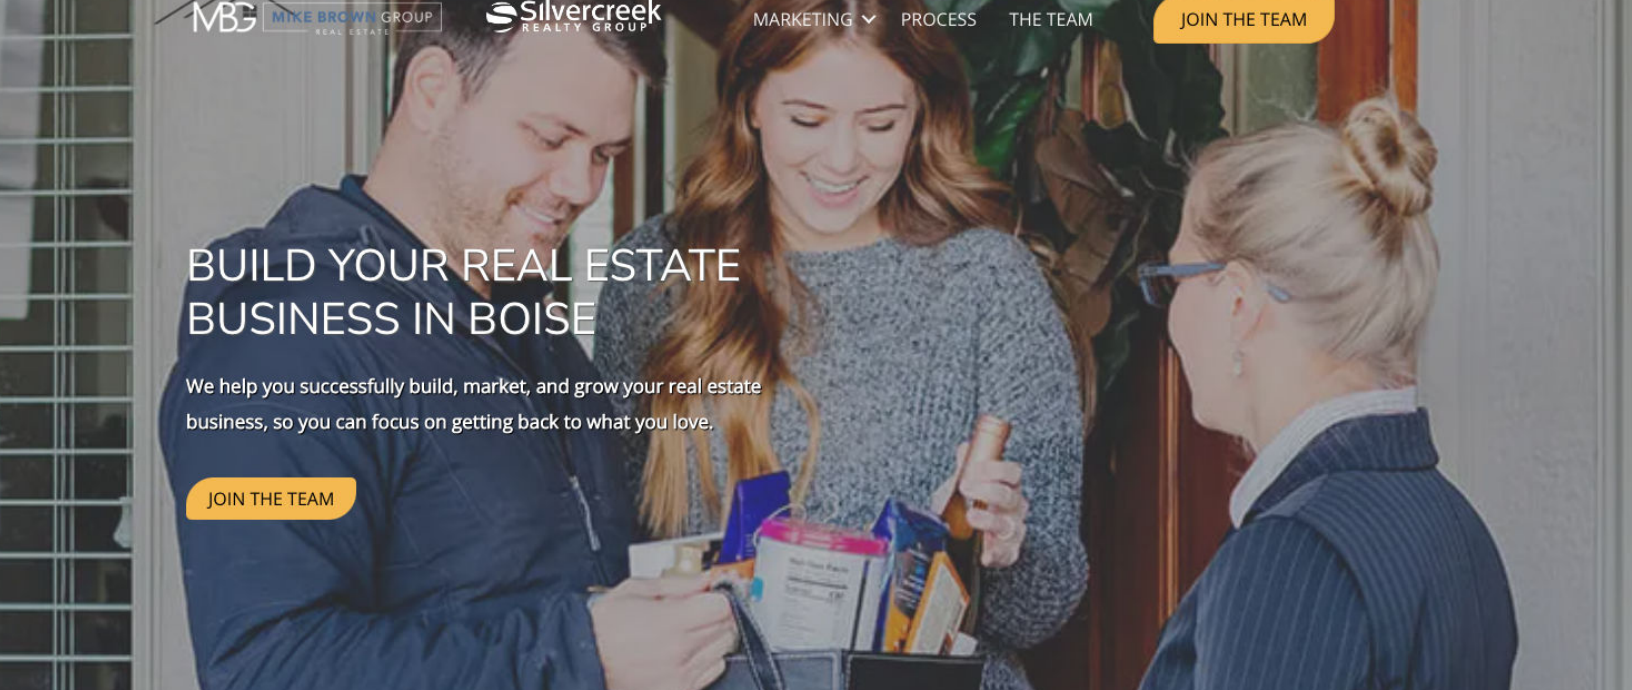 MBG MIKE BROWN GROUP
REAL ESTATE
Silvercreek
REALTY GROUP
MARKETING
PROCESS
THE TEAM
JOIN THE TEAM
BUILD YOUR REAL ESTATE
BUSINESS IN BOISE
We help you successfully build, market, and grow your real estate
business, so you can focus on getting back to what you love.
JOIN THE TEAM